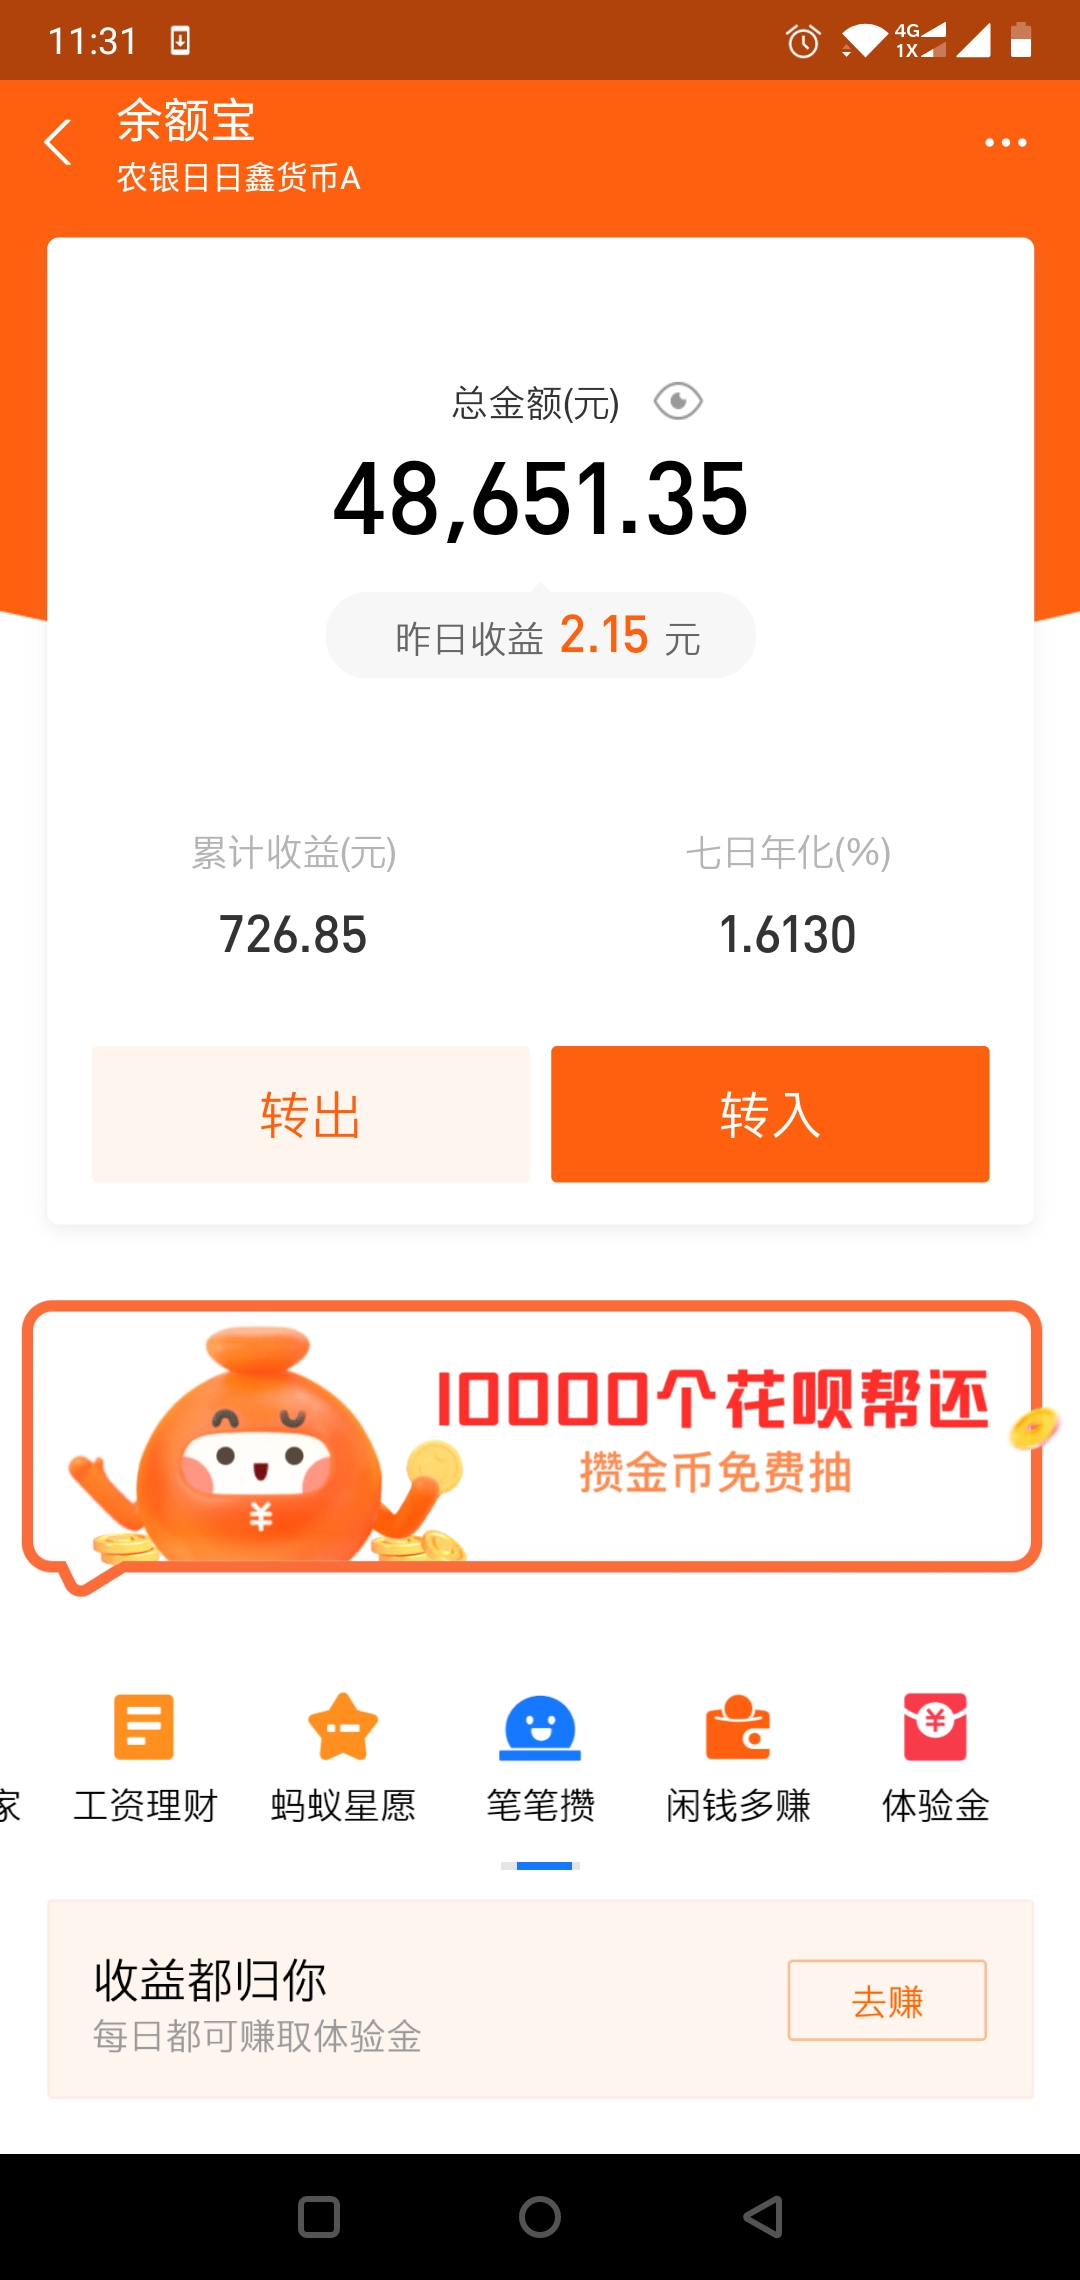 11:31
4G
1X
余额宝
农银日日鑫货币A
总金额(元)
48,651.35
昨日收益 2.15 元
累计收益(元)
七日年化(%)
726.85
1.6130
转出
转入
10000个花呗帮还
攒金币免费抽
¥
¥
家
工资理财
蚂蚁星愿
笔笔攒
闲钱多赚
体验金
收益都归你
每日都可赚取体验金
去赚